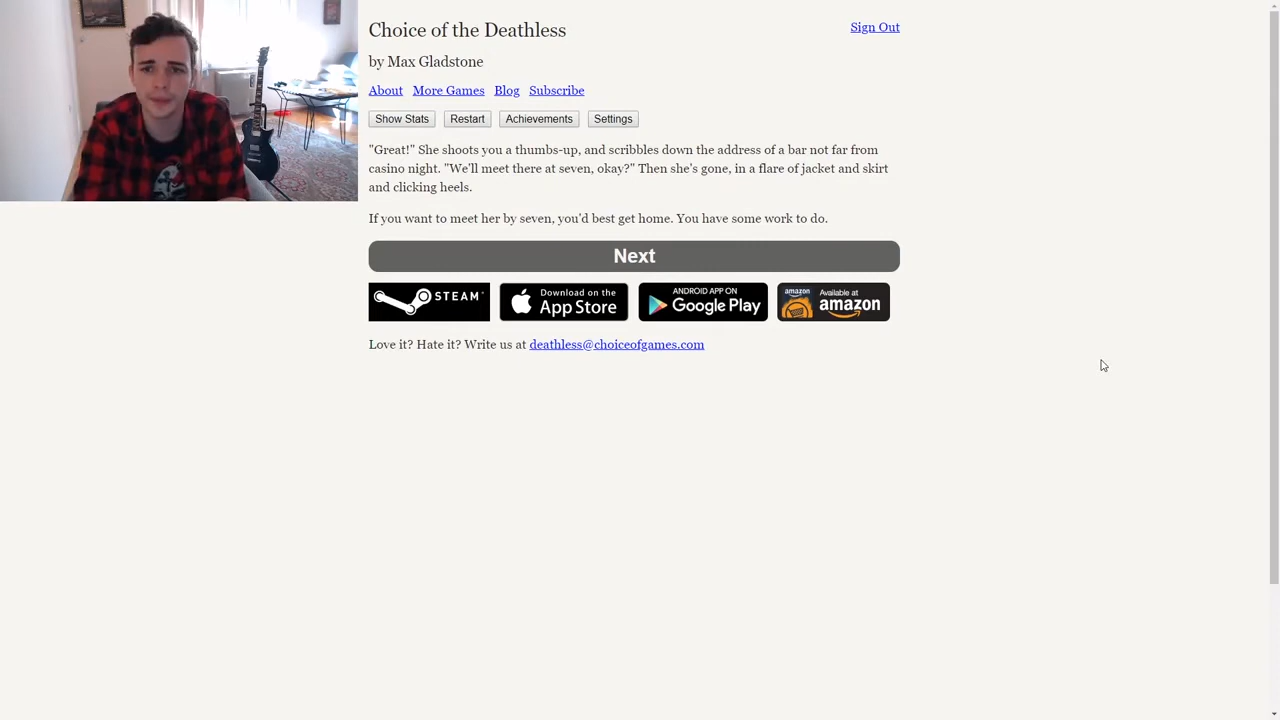 Choice of the Deathless
Sign Out
by Max Gladstone
About More Games Blog Subscribe
Show Stats Restart Achievements Settings
"Great!" She shoots you a thumbs-up, and scribbles down the address of a bar not far from
casino night. "We'll meet there at seven, okay?" Then she's gone, in a flare of jacket and skirt
and clicking heels.
If you want to meet her by seven, you'd best get home. You have some work to do.
Next
STEAM
Download on the
App Store
ANDROID APP ON
Google Play
amazon
Available at
amazon
Love it? Hate it? Write us at deathless@choiceofgames.com